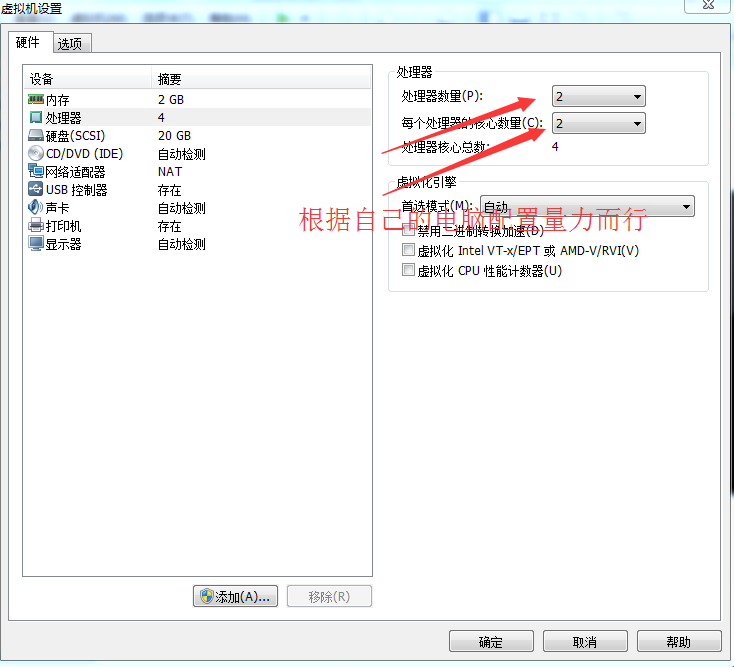 虚拟机设置
硬件 选项
设备 摘要
内存 2 GB
处理器 4
硬盘(SCSI) 20 GB
CD/DVD (IDE) 自动检测
网络适配器 NAT
USB 控制器 存在
声卡 自动检测
打印机 存在
显示器 自动检测
处理器
处理器数量(P): 2
每个处理器的核心数量(C): 2
处理器核心总数: 4
虚拟化引擎
首选模式(M): 自动
根据自己的电脑配置量力而行
禁用二进制转换加速(D)
虚拟化 Intel VT-x/EPT 或 AMD-V/RVI(V)
虚拟化 CPU 性能计数器(U)
添加(A)... 移除(R)
确定 取消 帮助